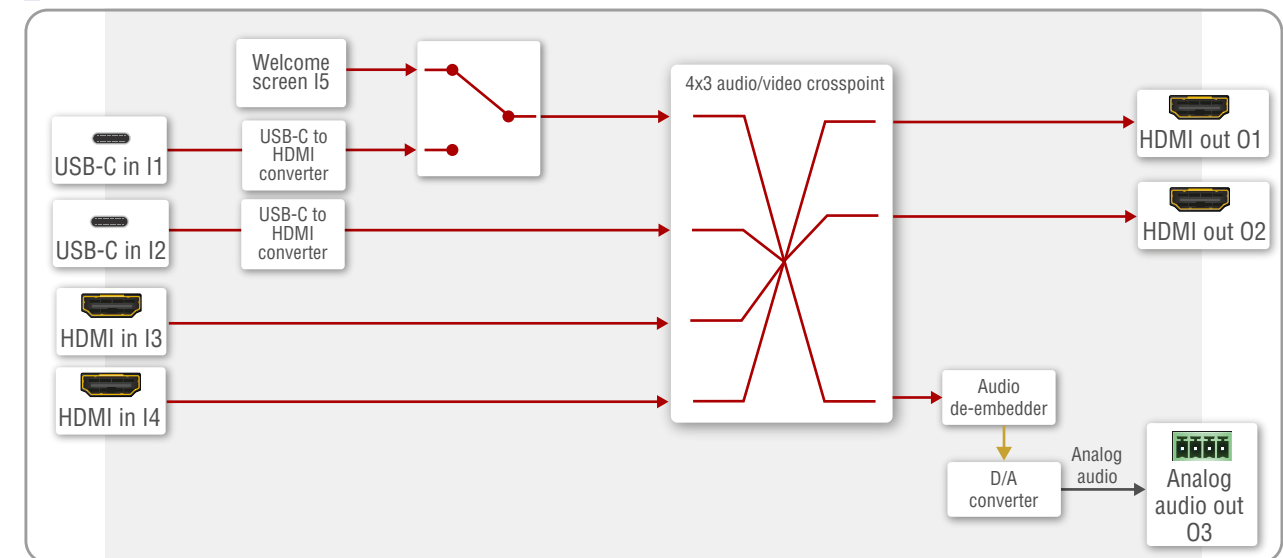 Welcome
screen I5
4x3 audio/video crosspoint
USB-C in I1
USB-C to
HDMI
converter
HDMI out O1
USB-C in I2
USB-C to
HDMI
converter
HDMI out O2
HDMI in I3
HDMI in I4
Audio
de-embedder
D/A
converter
Analog
audio
Analog
audio out
O3